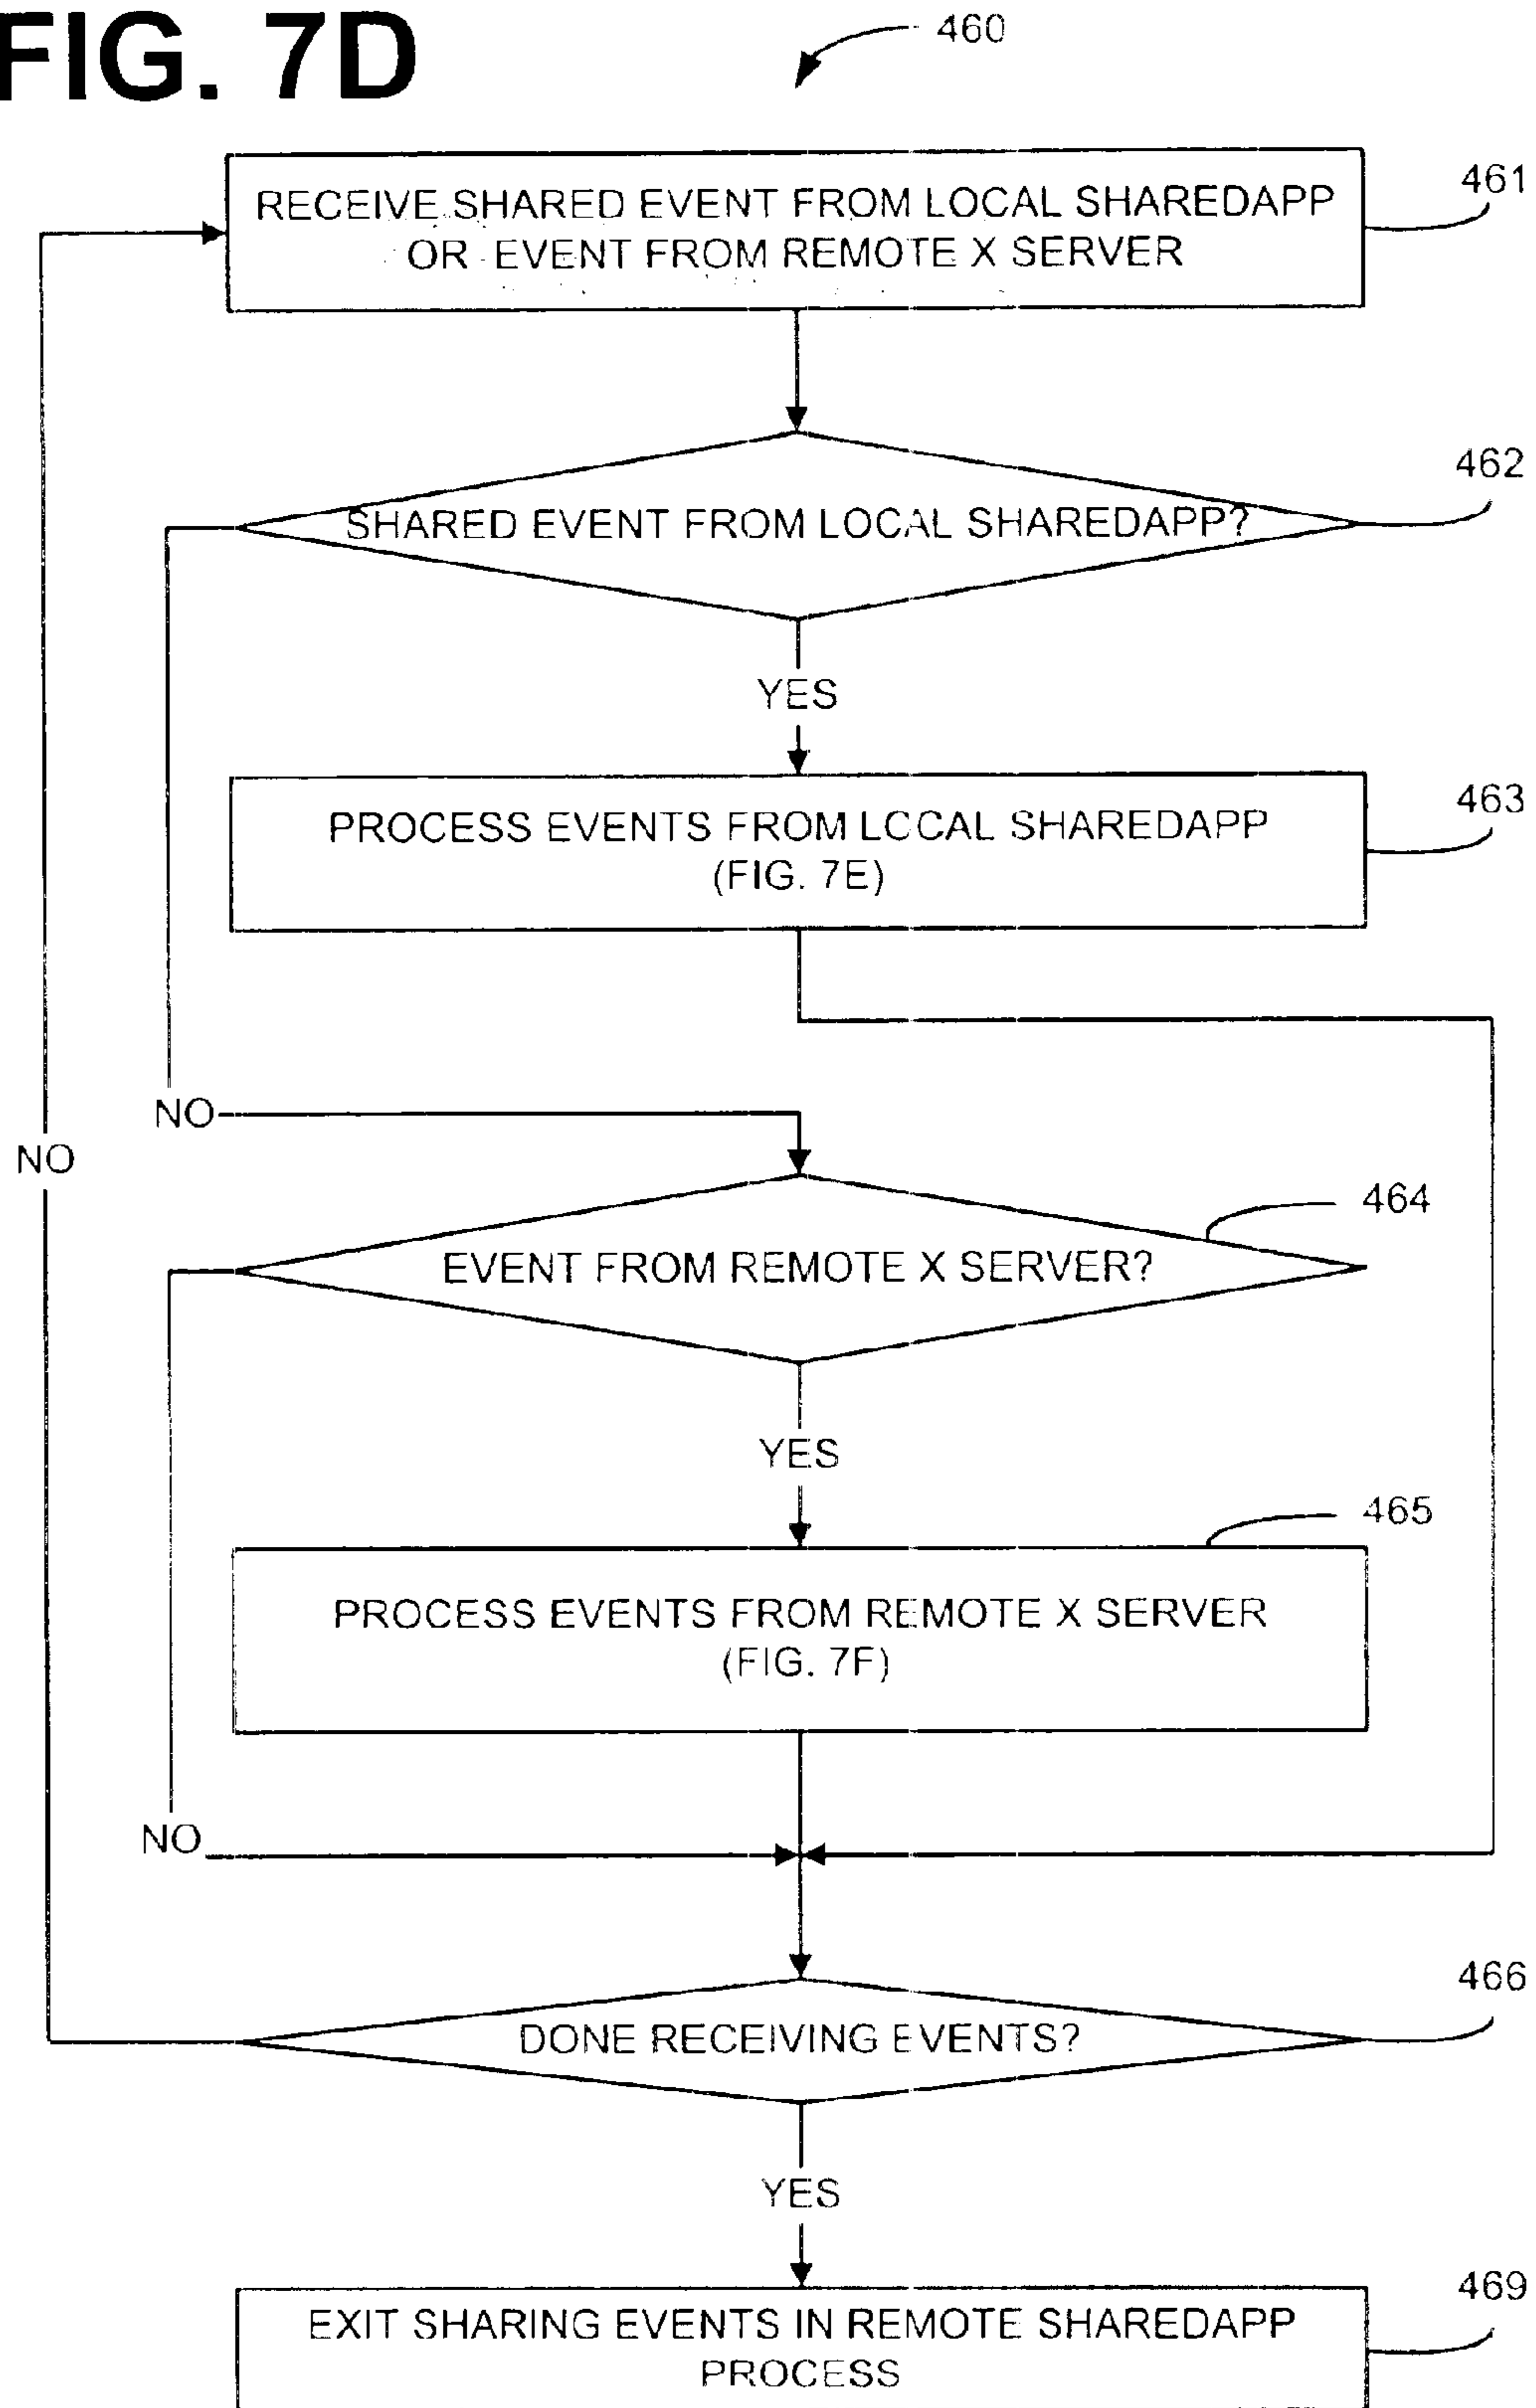 FIG. 7D
460
RECEIVE SHARED EVENT FROM LOCAL SHAREDAPP
OR EVENT FROM REMOTE X SERVER
461
SHARED EVENT FROM LOCAL SHAREDAPP?
462
YES
PROCESS EVENTS FROM LOCAL SHAREDAPP
(FIG. 7E)
463
NO
NO
EVENT FROM REMOTE X SERVER?
464
YES
PROCESS EVENTS FROM REMOTE X SERVER
(FIG. 7F)
465
NO
DONE RECEIVING EVENTS?
466
YES
EXIT SHARING EVENTS IN REMOTE SHAREDAPP
PROCESS
469